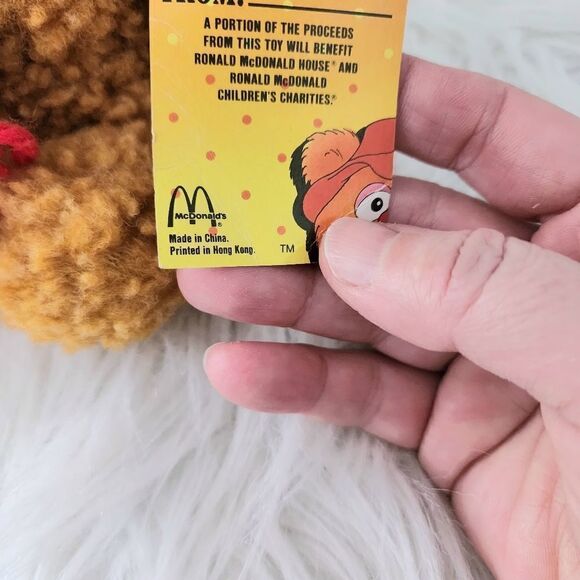 FROM:
A PORTION OF THE PROCEEDS
FROM THIS TOY WILL BENEFIT
RONALD McDONALD HOUSE® AND
RONALD McDONALD
CHILDREN'S CHARITIES.®
McDonald's
®
Made in China.
Printed in Hong Kong. TM